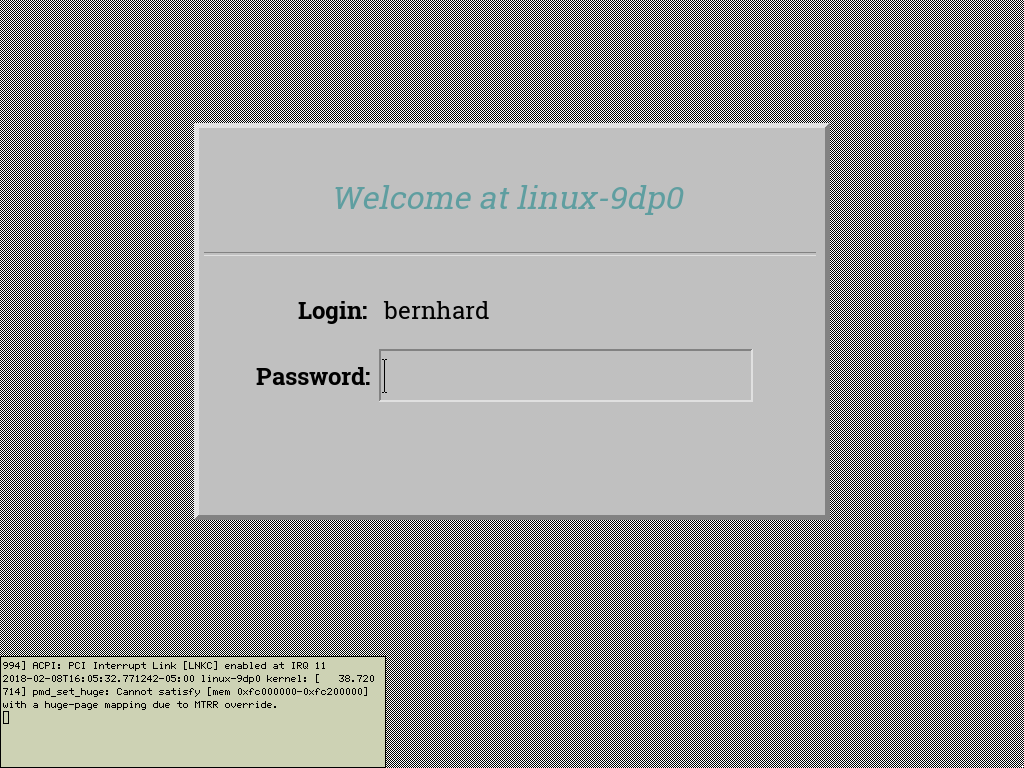 Welcome at linux-9dp0
Login: bernhard
Password:
994] ACPI: PCI Interrupt Link [LNKC] enabled at IRQ 11
2018-02-08T16:05:32.771242-05:00 linux-9dp0 kernel: [   38.720
714] pmd_set_huge: Cannot satisfy [mem 0xfc000000-0xfc200000]
with a huge-page mapping due to MTRR override.